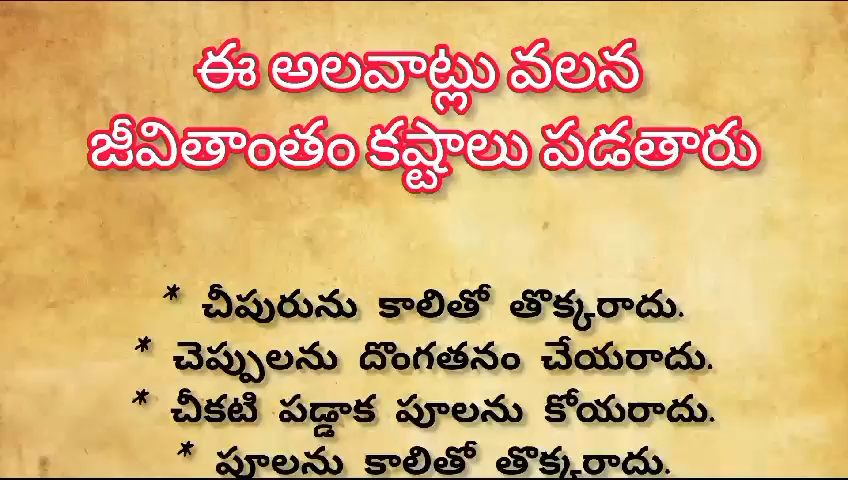 ఈ అలవాట్లు వలన
జీవితాంతం కష్టాలు పడతారు
* చీపురును కాలితో తొక్కరాదు.
* చెప్పులను దొంగతనం చేయరాదు.
* చీకటి పడ్డాక పూలను కోయరాదు.
* పూలను కాలితో తొక్కరాదు.